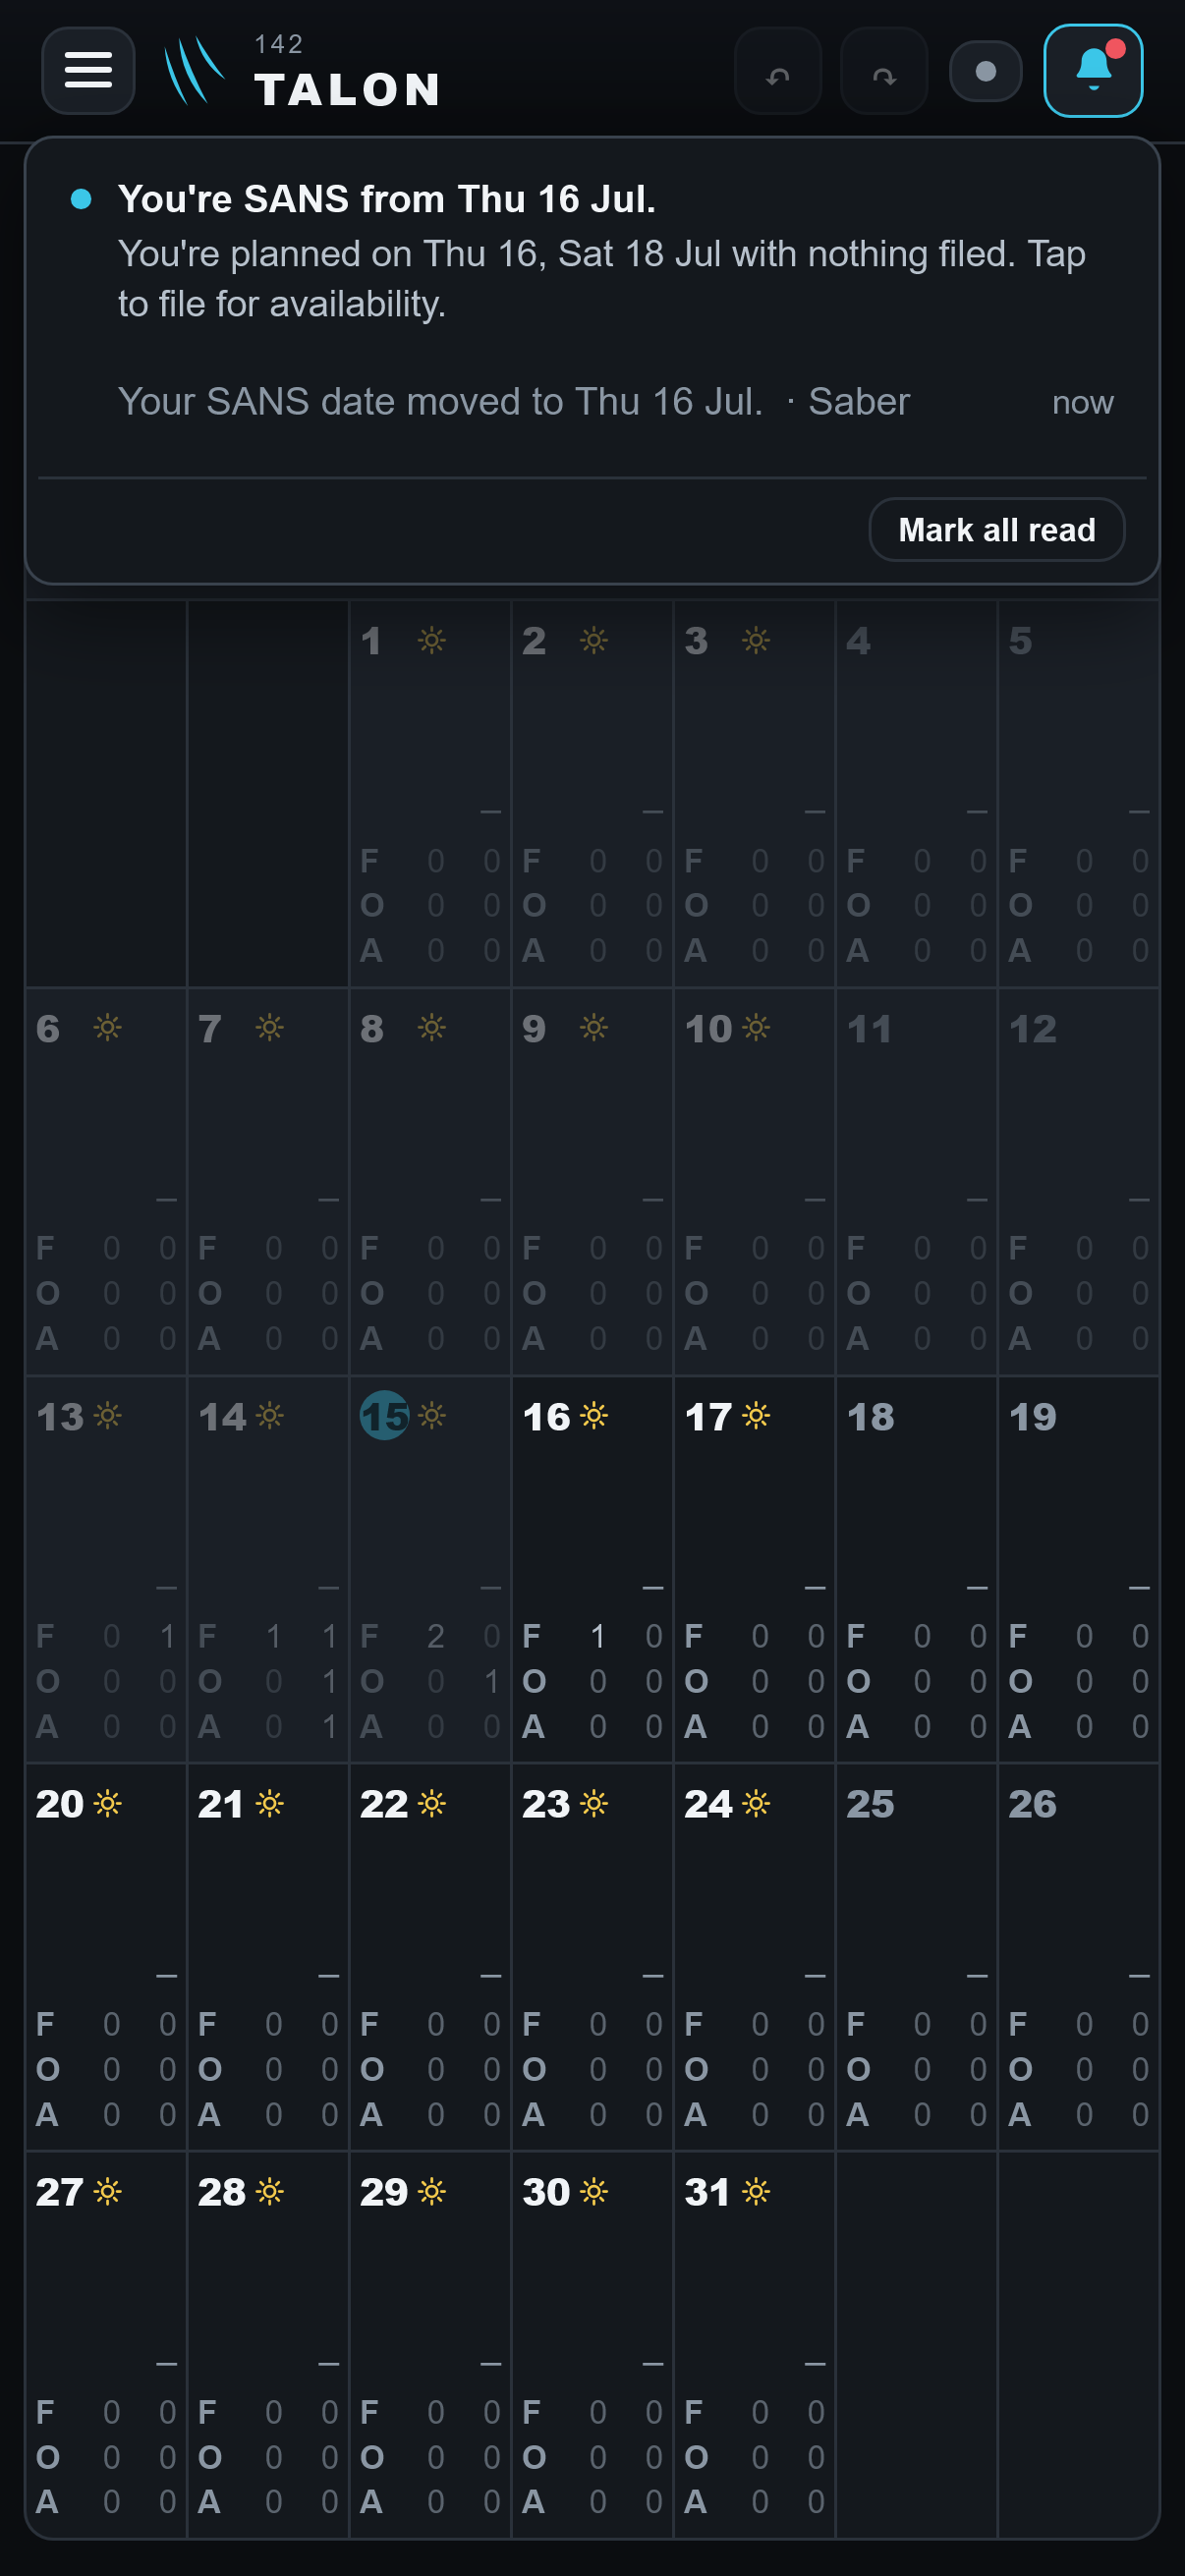 142
TALON
You're SANS from Thu 16 Jul.
You're planned on Thu 16, Sat 18 Jul with nothing filed. Tap
to file for availability.
Your SANS date moved to Thu 16 Jul. · Saber now
Mark all read
1 2 3 4 5
– – – – –
F 0 0 F 0 0 F 0 0 F 0 0 F 0 0
O 0 0 O 0 0 O 0 0 O 0 0 O 0 0
A 0 0 A 0 0 A 0 0 A 0 0 A 0 0
6 7 8 9 10 11 12
– – – – – – –
F 0 0 F 0 0 F 0 0 F 0 0 F 0 0 F 0 0 F 0 0
O 0 0 O 0 0 O 0 0 O 0 0 O 0 0 O 0 0 O 0 0
A 0 0 A 0 0 A 0 0 A 0 0 A 0 0 A 0 0 A 0 0
13 14 15 16 17 18 19
– – – – – – –
F 0 1 F 1 1 F 2 0 F 1 0 F 0 0 F 0 0 F 0 0
O 0 0 O 0 1 O 0 1 O 0 0 O 0 0 O 0 0 O 0 0
A 0 0 A 0 1 A 0 0 A 0 0 A 0 0 A 0 0 A 0 0
20 21 22 23 24 25 26
– – – – – – –
F 0 0 F 0 0 F 0 0 F 0 0 F 0 0 F 0 0 F 0 0
O 0 0 O 0 0 O 0 0 O 0 0 O 0 0 O 0 0 O 0 0
A 0 0 A 0 0 A 0 0 A 0 0 A 0 0 A 0 0 A 0 0
27 28 29 30 31
– – – – –
F 0 0 F 0 0 F 0 0 F 0 0 F 0 0
O 0 0 O 0 0 O 0 0 O 0 0 O 0 0
A 0 0 A 0 0 A 0 0 A 0 0 A 0 0